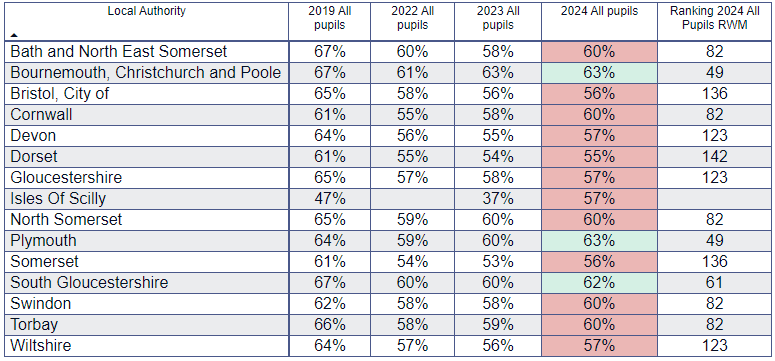 Local Authority 2019 All pupils 2022 All pupils 2023 All pupils 2024 All pupils Ranking 2024 All Pupils RWM
Bath and North East Somerset 67% 60% 58% 60% 82
Bournemouth, Christchurch and Poole 67% 61% 63% 63% 49
Bristol, City of 65% 58% 56% 56% 136
Cornwall 61% 55% 58% 60% 82
Devon 64% 56% 55% 57% 123
Dorset 61% 55% 54% 55% 142
Gloucestershire 65% 57% 58% 57% 123
Isles Of Scilly 47% 37% 57%
North Somerset 65% 59% 60% 60% 82
Plymouth 64% 59% 60% 63% 49
Somerset 61% 54% 53% 56% 136
South Gloucestershire 67% 60% 60% 62% 61
Swindon 62% 58% 58% 60% 82
Torbay 66% 58% 59% 60% 82
Wiltshire 64% 57% 56% 57% 123